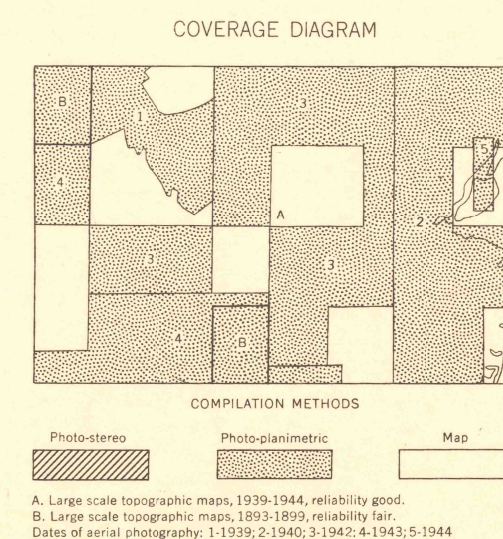 COVERAGE DIAGRAM
B
1
3
5
4
A
2
3
3
4
B
COMPILATION METHODS
Photo-stereo
Photo-planimetric
Map
A. Large scale topographic maps, 1939-1944, reliability good.
B. Large scale topographic maps, 1893-1899, reliability fair.
Dates of aerial photography: 1-1939; 2-1940; 3-1942; 4-1943; 5-1944